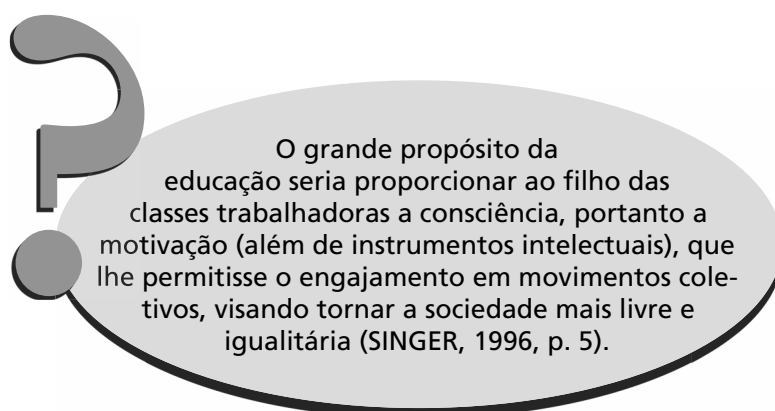 O grande propósito da
educação seria proporcionar ao filho das
classes trabalhadoras a consciência, portanto a
motivação (além de instrumentos intelectuais), que
lhe permitisse o engajamento em movimentos cole-
tivos, visando tornar a sociedade mais livre e
igualitária (SINGER, 1996, p. 5).